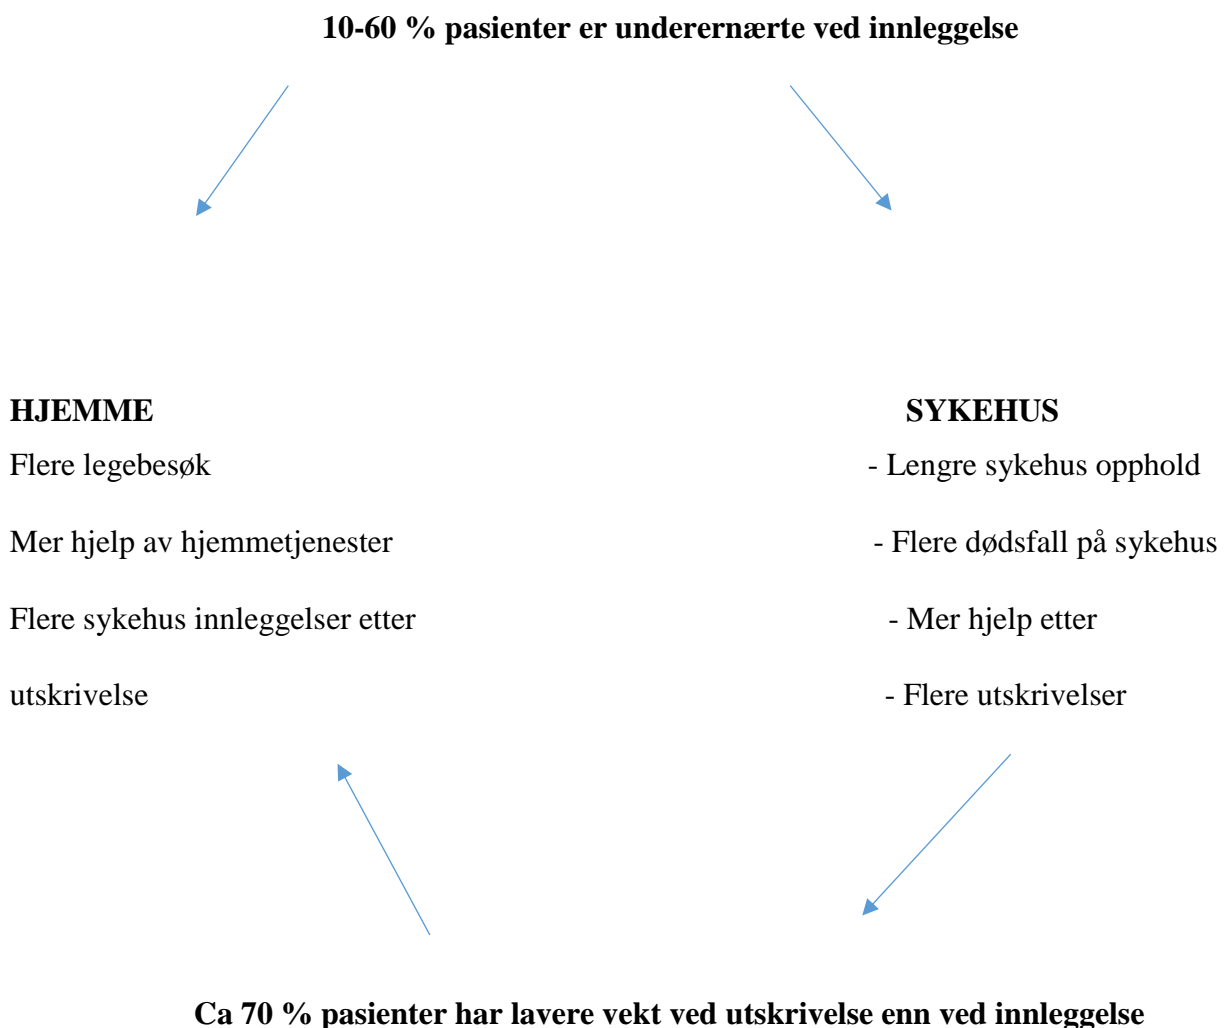 10-60 % pasienter er underernærte ved innleggelse
HJEMME
Flere legebesøk
Mer hjelp av hjemmetjenester
Flere sykehus innleggelser etter
utskrivelse
SYKEHUS
- Lengre sykehus opphold
- Flere dødsfall på sykehus
- Mer hjelp etter
- Flere utskrivelser
Ca 70 % pasienter har lavere vekt ved utskrivelse enn ved innleggelse